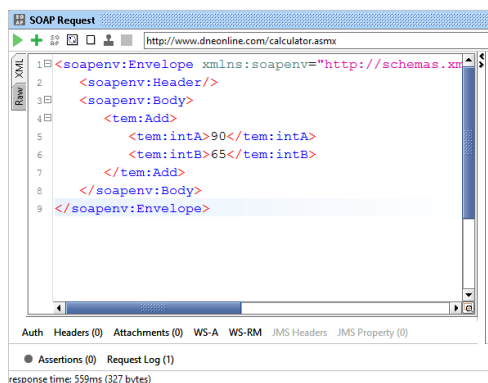 SOAP Request
http://www.dneonline.com/calculator.asmx
XML
Raw
1 <soapenv:Envelope xmlns:soapenv="http://schemas.xm
2 <soapenv:Header/>
3 <soapenv:Body>
4 <tem:Add>
5 <tem:intA>90</tem:intA>
6 <tem:intB>65</tem:intB>
7 </tem:Add>
8 </soapenv:Body>
9 </soapenv:Envelope>
Auth Headers (0) Attachments (0) WS-A WS-RM JMS Headers JMS Property (0)
Assertions (0) Request Log (1)
response time: 559ms (327 bytes)